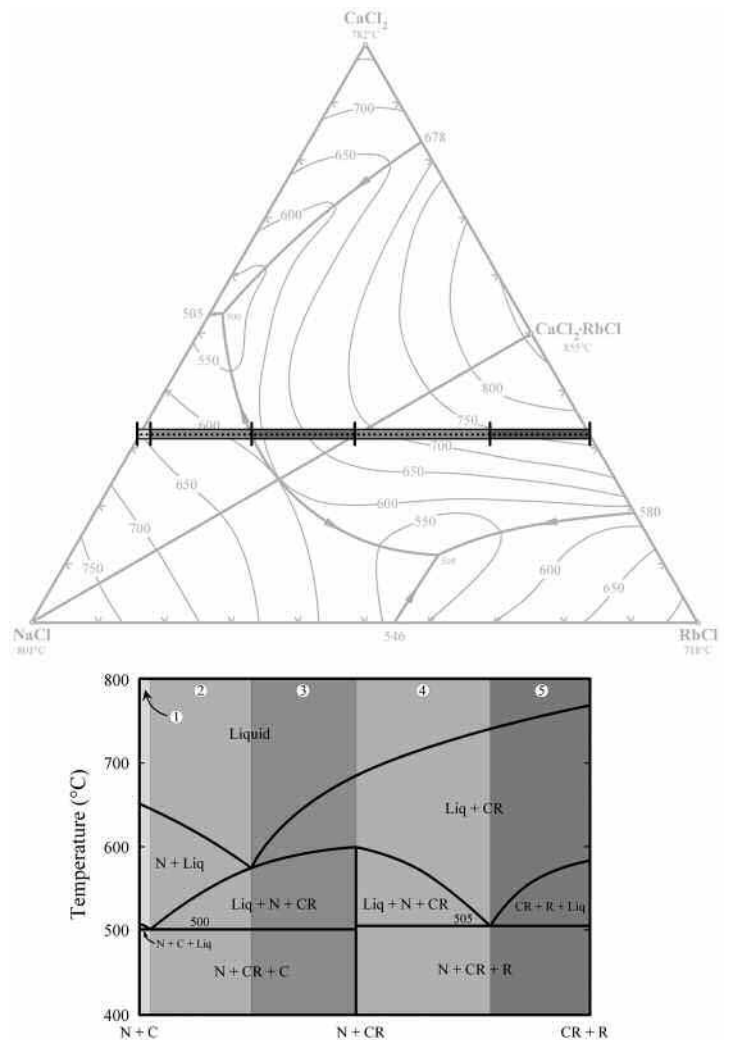 CaCl₂
782°C
700
678
650
600
505
500
CaCl₂·RbCl
855°C
550
800
750
600
700
650
650
600
580
700
550
750
505
600
650
NaCl
801°C
546
RbCl
718°C
800
① ② ③ ④ ⑤
Liquid
700
Liq + CR
Temperature (°C)
600
N + Liq
Liq + N + CR
Liq + N + CR
CR + R + Liq
500
500
505
N + C + Liq
N + CR + C
N + CR + R
400
N + C
N + CR
CR + R